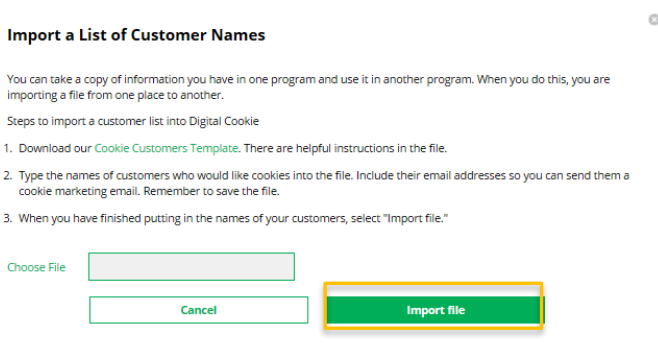 Import a List of Customer Names
You can take a copy of information you have in one program and use it in another program. When you do this, you are
importing a file from one place to another.
Steps to import a customer list into Digital Cookie
1. Download our Cookie Customers Template. There are helpful instructions in the file.
2. Type the names of customers who would like cookies into the file. Include their email addresses so you can send them a
cookie marketing email. Remember to save the file.
3. When you have finished putting in the names of your customers, select "Import file."
Choose File
Cancel
Import file